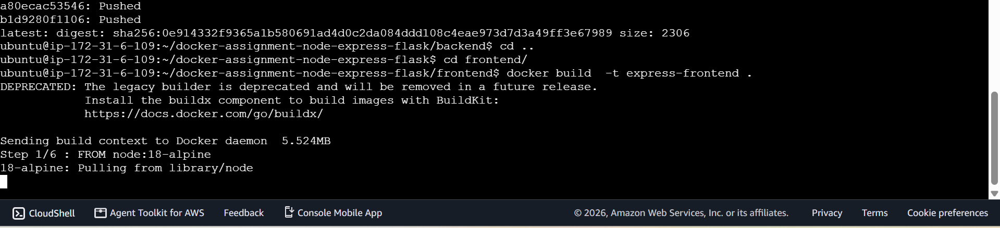 a80ecac53546: Pushed
b1d9280f1106: Pushed
latest: digest: sha256:0e914332f9365a1b580691ad4d0c2da084ddd108c4eae973d7d3a49ff3e67989 size: 2306
ubuntu@ip-172-31-6-109:~/docker-assignment-node-express-flask/backend$ cd ..
ubuntu@ip-172-31-6-109:~/docker-assignment-node-express-flask$ cd frontend/
ubuntu@ip-172-31-6-109:~/docker-assignment-node-express-flask/frontend$ docker build  -t express-frontend .
DEPRECATED: The legacy builder is deprecated and will be removed in a future release.
            Install the buildx component to build images with BuildKit:
            https://docs.docker.com/go/buildx/

Sending build context to Docker daemon  5.524MB
Step 1/6 : FROM node:18-alpine
18-alpine: Pulling from library/node
CloudShell Agent Toolkit for AWS Feedback Console Mobile App © 2026, Amazon Web Services, Inc. or its affiliates. Privacy Terms Cookie preferences